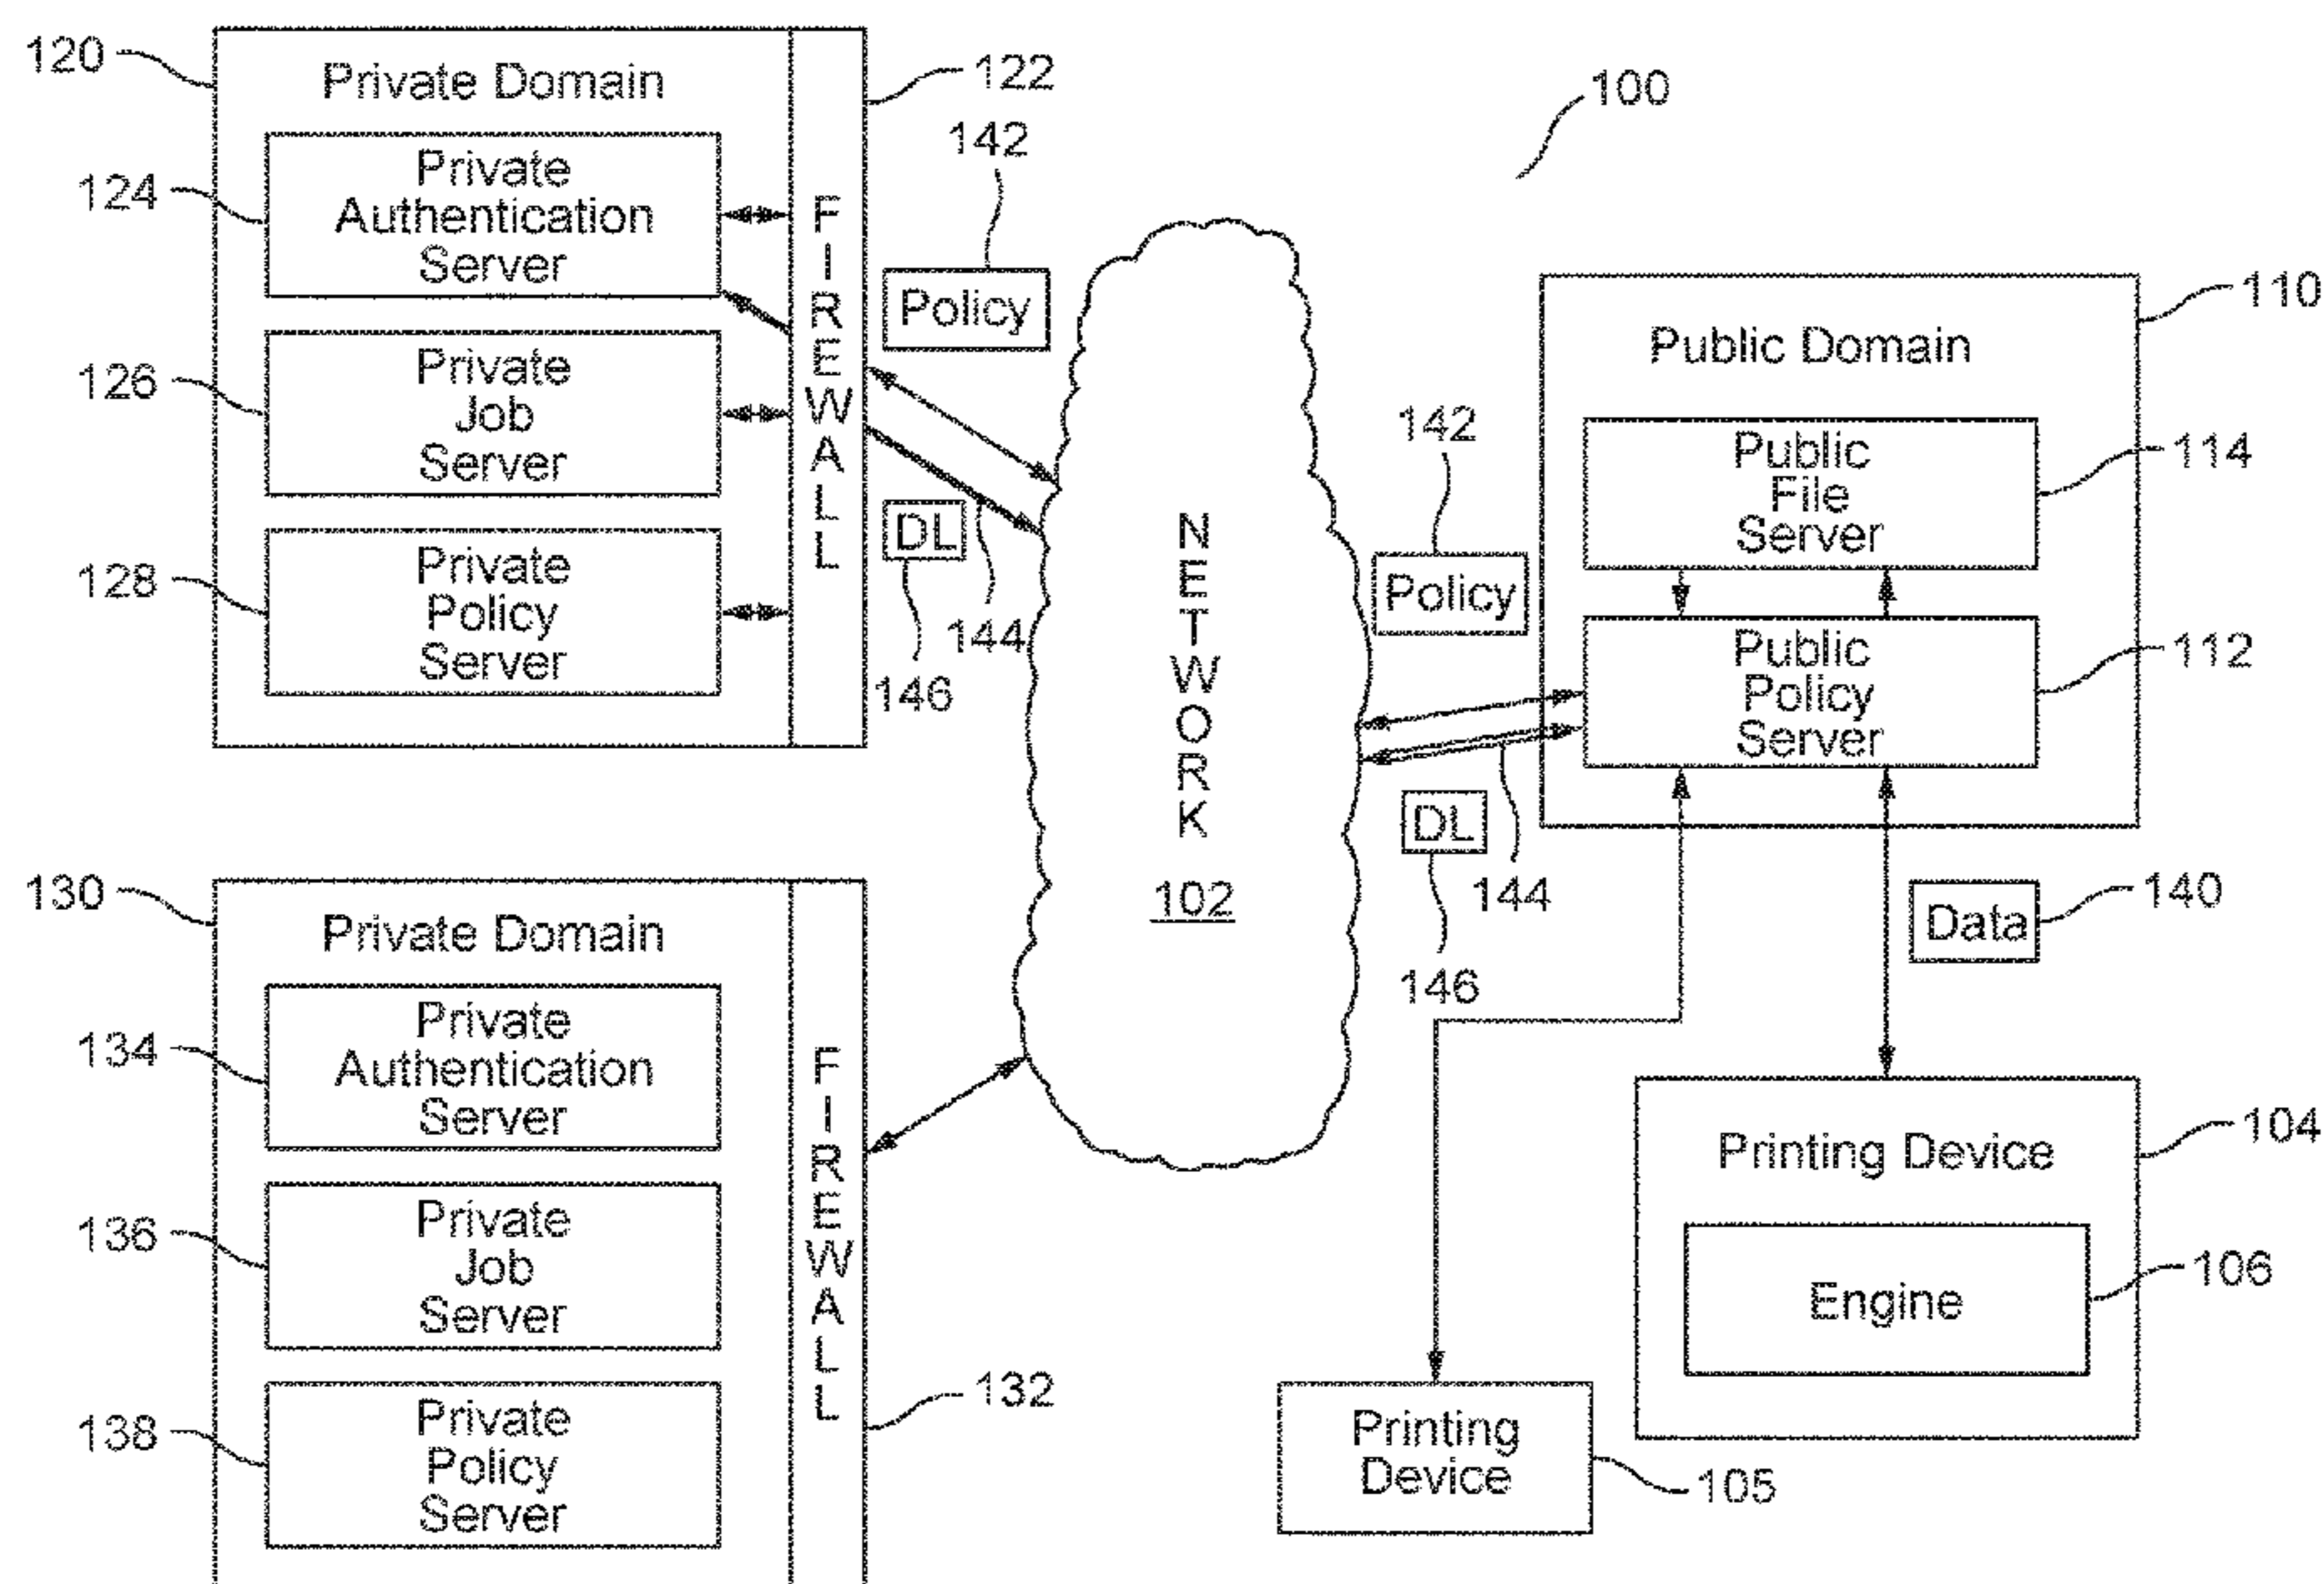 120
Private Domain
122
124
Private
Authentication
Server
126
Private
Job
Server
128
Private
Policy
Server
FIREWALL
142
Policy
DL
144
146
100
NETWORK
102
142
Policy
DL
144
146
110
Public Domain
Public
File
Server
114
Public
Policy
Server
112
Data
140
130
Private Domain
134
Private
Authentication
Server
136
Private
Job
Server
138
Private
Policy
Server
FIREWALL
132
Printing Device
104
Engine
106
Printing
Device
105